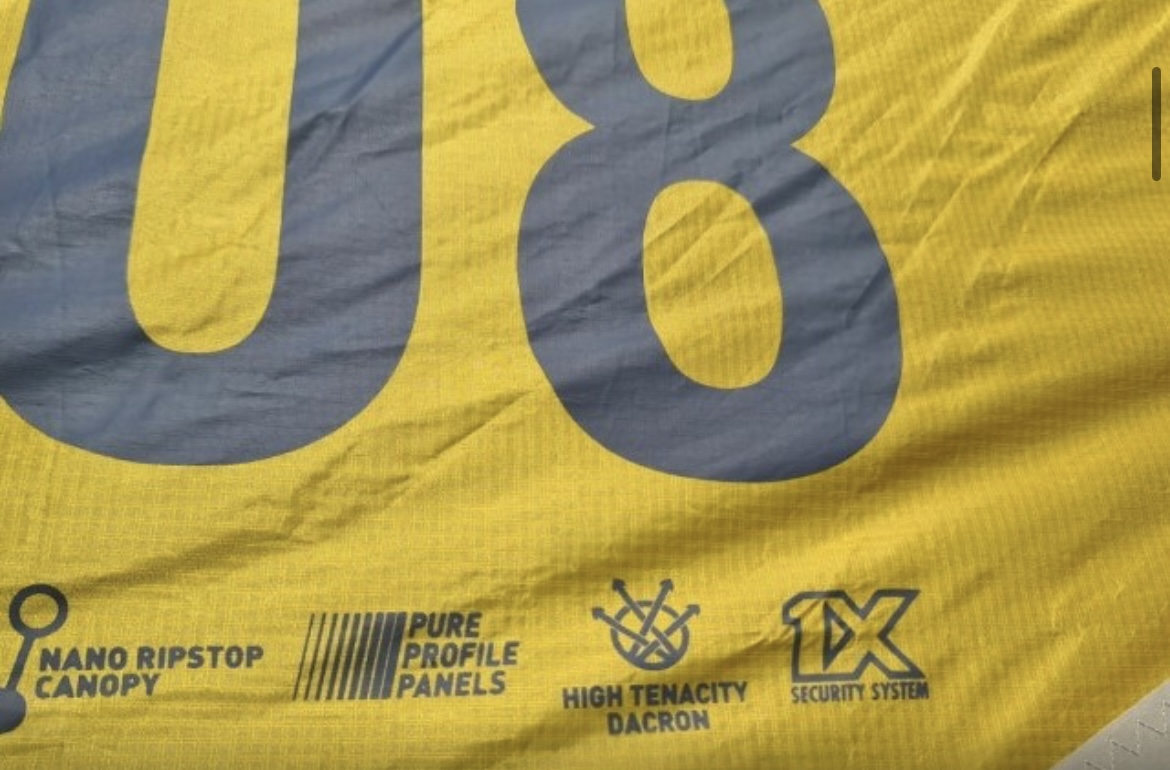 08
NANO RIPSTOP
CANOPY
PURE
PROFILE
PANELS
HIGH TENACITY
DACRON
1X
SECURITY SYSTEM